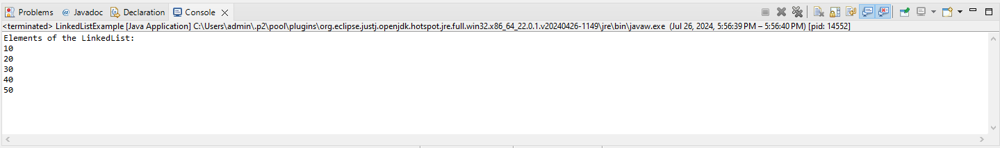 Problems @ Javadoc Declaration Console
<terminated> LinkedListExample [Java Application] C:\Users\admin\.p2\pool\plugins\org.eclipse.justj.openjdk.hotspot.jre.full.win32.x86_64_22.0.1.v20240426-1149\jre\bin\javaw.exe (Jul 26, 2024, 5:56:39 PM – 5:56:40 PM) [pid: 14552]
Elements of the LinkedList:
10
20
30
40
50